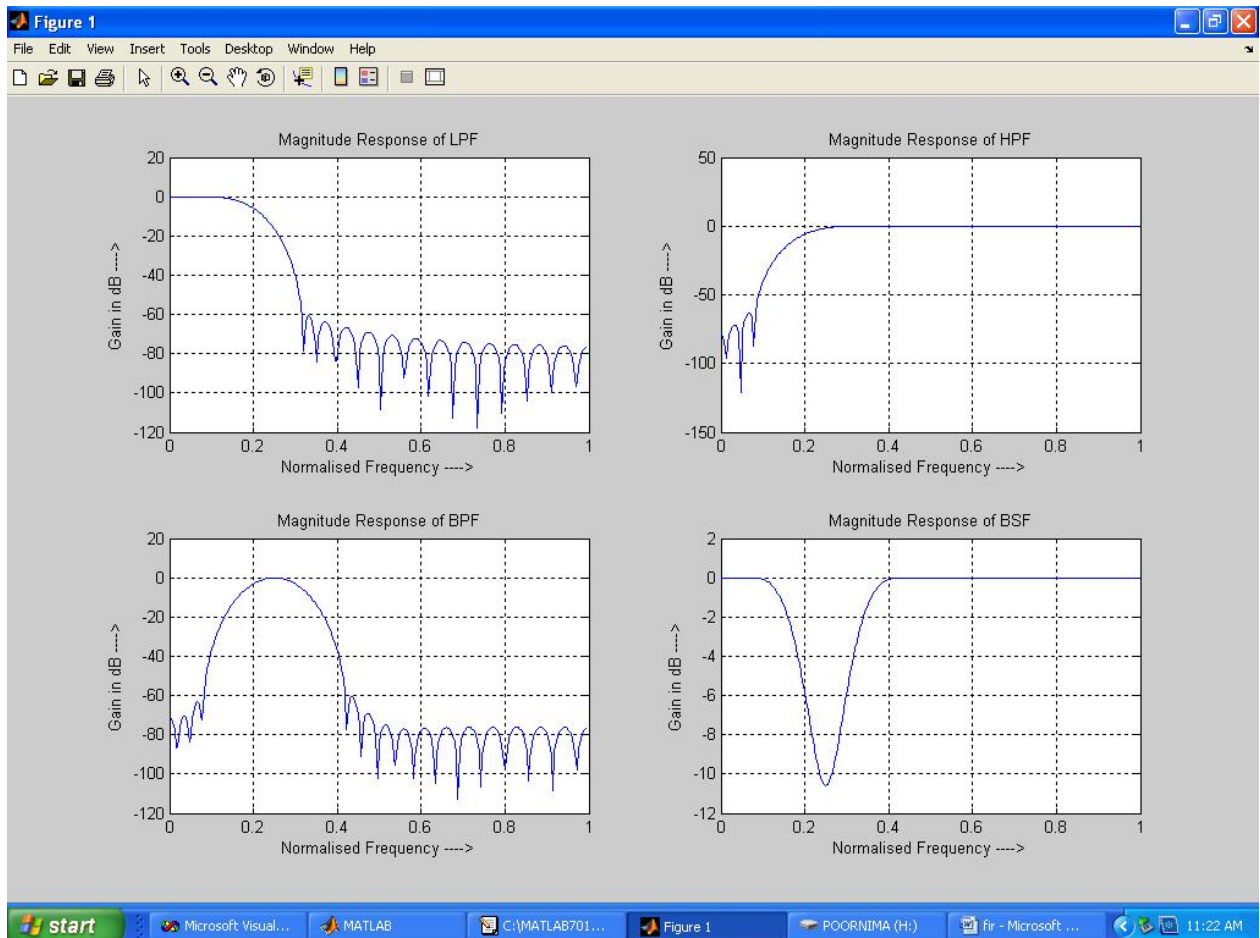 Figure 1
File Edit View Insert Tools Desktop Window Help
Magnitude Response of LPF
20
0
-20
-40
-60
-80
-100
-120
Gain in dB ---->
0 0.2 0.4 0.6 0.8 1
Normalised Frequency ---->
Magnitude Response of HPF
50
0
-50
-100
-150
Gain in dB ---->
0 0.2 0.4 0.6 0.8 1
Normalised Frequency ---->
Magnitude Response of BPF
20
0
-20
-40
-60
-80
-100
-120
Gain in dB ---->
0 0.2 0.4 0.6 0.8 1
Normalised Frequency ---->
Magnitude Response of BSF
2
0
-2
-4
-6
-8
-10
-12
Gain in dB ---->
0 0.2 0.4 0.6 0.8 1
Normalised Frequency ---->
start Microsoft Visual... MATLAB C:\MATLAB701... Figure 1 POORNIMA (H:) fir - Microsoft ... 11:22 AM